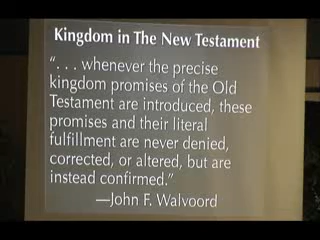 Kingdom in The New Testament
“. . . whenever the precise
kingdom promises of the Old
Testament are introduced, these
promises and their literal
fulfillment are never denied,
corrected, or altered, but are
instead confirmed.”
—John F. Walvoord